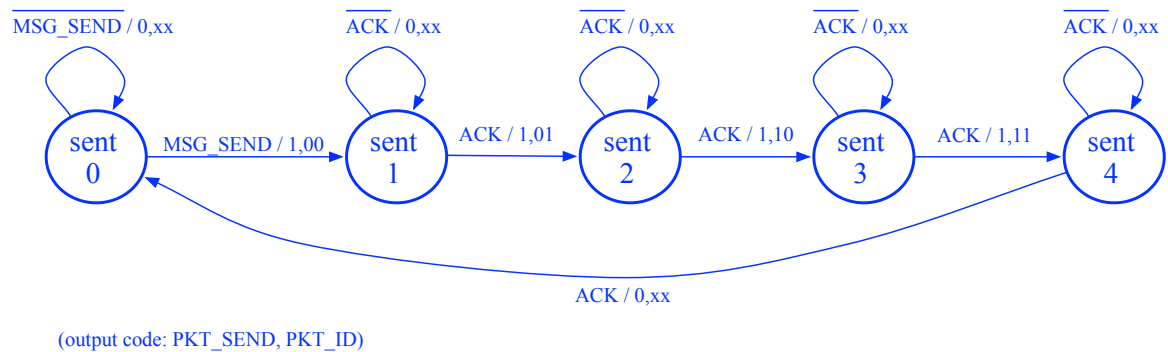 MSG_SEND / 0,xx
ACK / 0,xx
ACK / 0,xx
ACK / 0,xx
ACK / 0,xx
sent
0
MSG_SEND / 1,00
sent
1
ACK / 1,01
sent
2
ACK / 1,10
sent
3
ACK / 1,11
sent
4
ACK / 0,xx
(output code: PKT_SEND, PKT_ID)